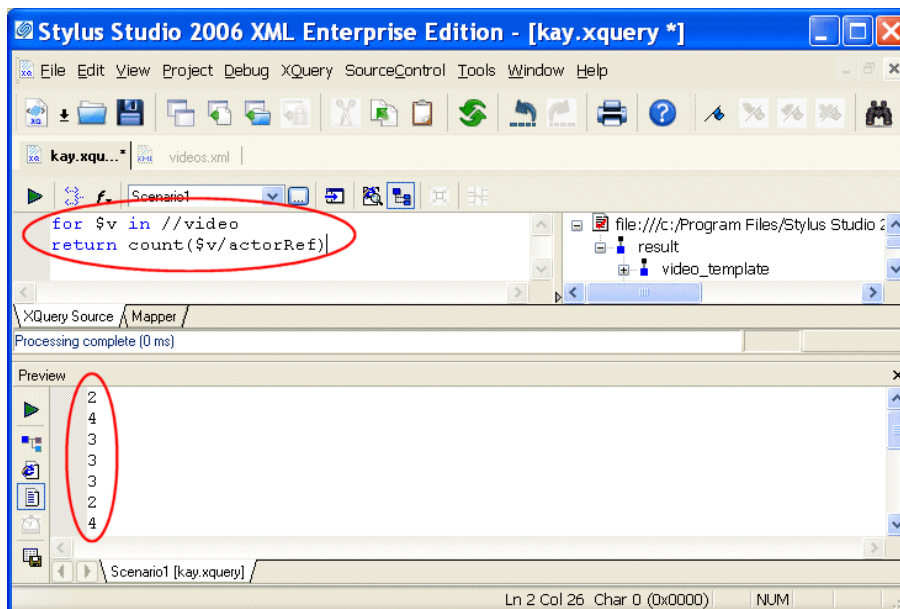 Stylus Studio 2006 XML Enterprise Edition - [kay.xquery *]
File Edit View Project Debug XQuery SourceControl Tools Window Help
kay.xqu...* videos.xml
Scenario1
for $v in //video
return count($v/actorRef)
file:///c:/Program Files/Stylus Studio 2
result
video_template
XQuery Source Mapper
Processing complete (0 ms)
Preview
2
4
3
3
3
2
4
Scenario1 [kay.xquery]
Ln 2 Col 26 Char 0 (0x0000) NUM